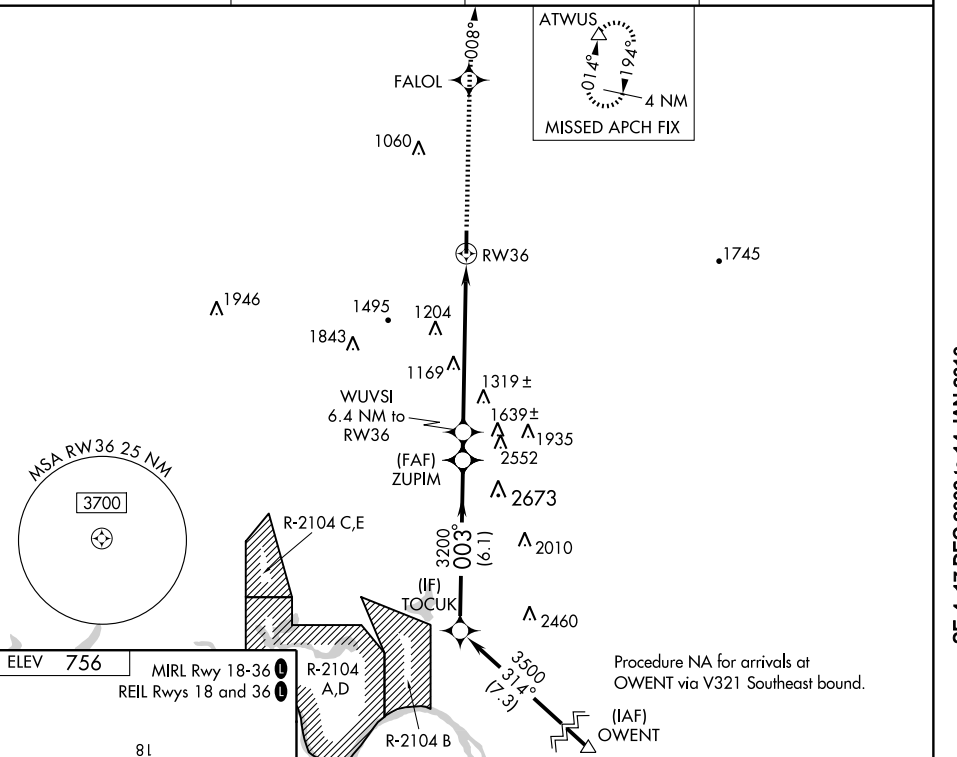 008°
FALOL
1060
ATWUS
014°
194°
4 NM
MISSED APCH FIX
RW36
1745
1946
1495
1204
1843
1169
1319 ±
WUVSI
6.4 NM to
RW36
1639±
1935
2552
(FAF)
ZUPIM
2673
MSA RW36 25 NM
3700
R-2104 C,E
3200
003°
(6.1)
2010
(IF)
TOCUK
2460
3500
314°
(7.3)
Procedure NA for arrivals at
OWENT via V321 Southeast bound.
(IAF)
OWENT
ELEV 756
MIRL Rwy 18-36 L
REIL Rwys 18 and 36 L
R-2104
A,D
R-2104 B
18